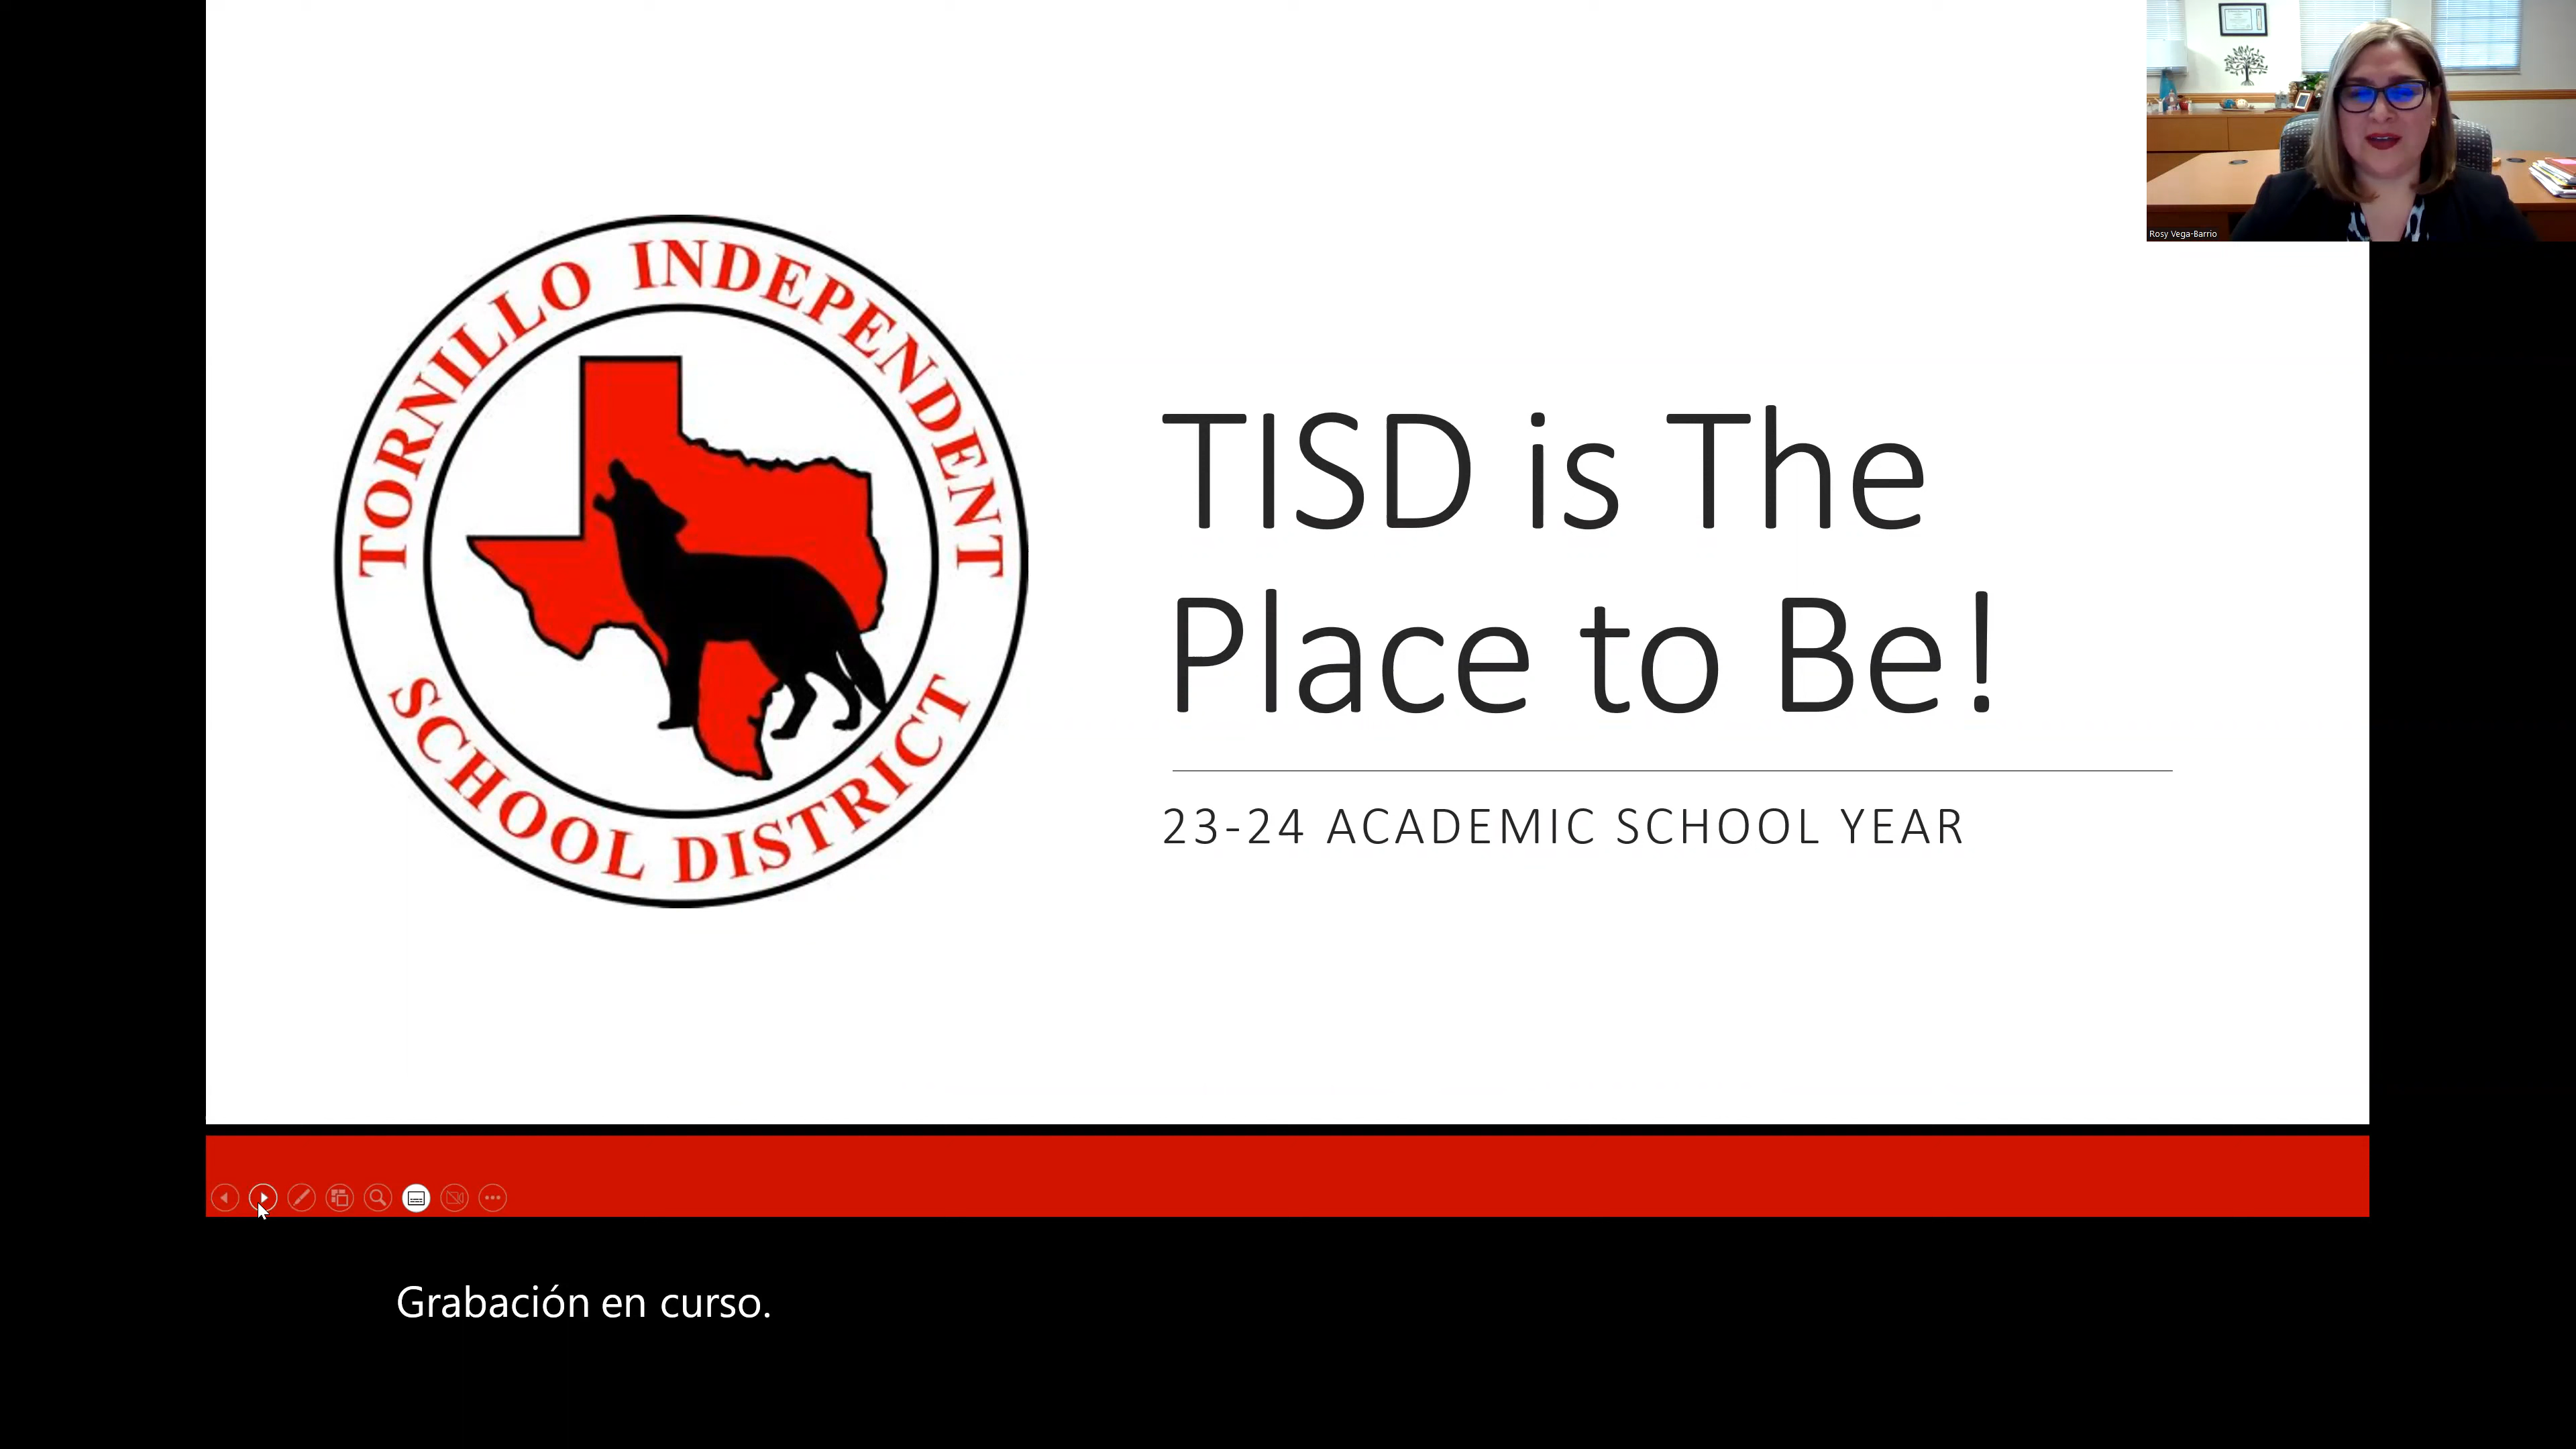 TORNILLO INDEPENDENT
SCHOOL DISTRICT
TISD is The
Place to Be!
23-24 ACADEMIC SCHOOL YEAR
Rosy Vega-Barrio
Grabación en curso.